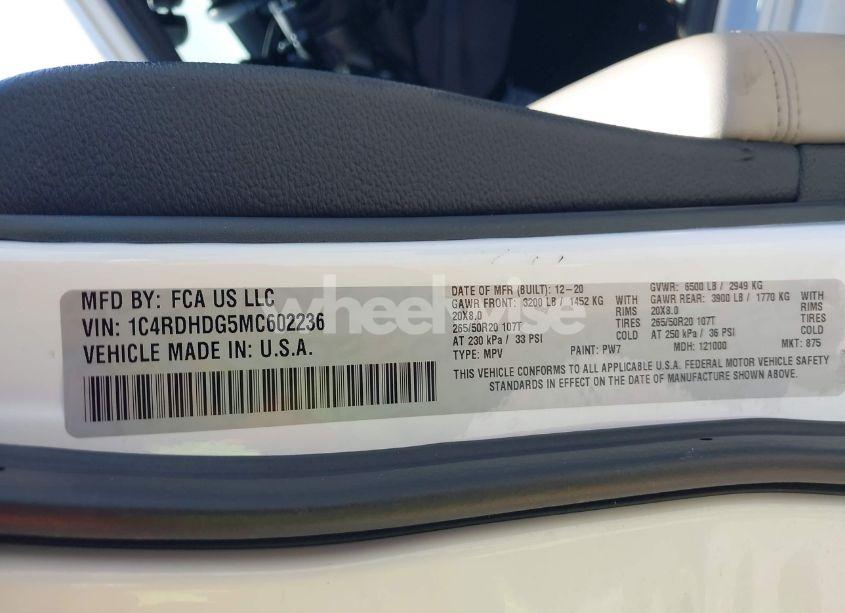 MFD BY: FCA US LLC
VIN: 1C4RDHDG5MC602236
VEHICLE MADE IN: U.S.A.
DATE OF MFR (BUILT): 12-20 GVWR: 6500 LB / 2949 KG
GAWR FRONT: 3200 LB / 1452 KG WITH GAWR REAR: 3900 LB / 1770 KG WITH
20X8.0 RIMS 20X8.0 RIMS
265/50R20 107T TIRES 265/50R20 107T TIRES
AT 230 kPa / 33 PSI COLD AT 250 kPa / 36 PSI COLD
TYPE: MPV PAINT: PW7 MDH: 121000 MKT: 875
THIS VEHICLE CONFORMS TO ALL APPLICABLE U.S.A. FEDERAL MOTOR VEHICLE SAFETY
STANDARDS IN EFFECT ON THE DATE OF MANUFACTURE SHOWN ABOVE.
wheelwise